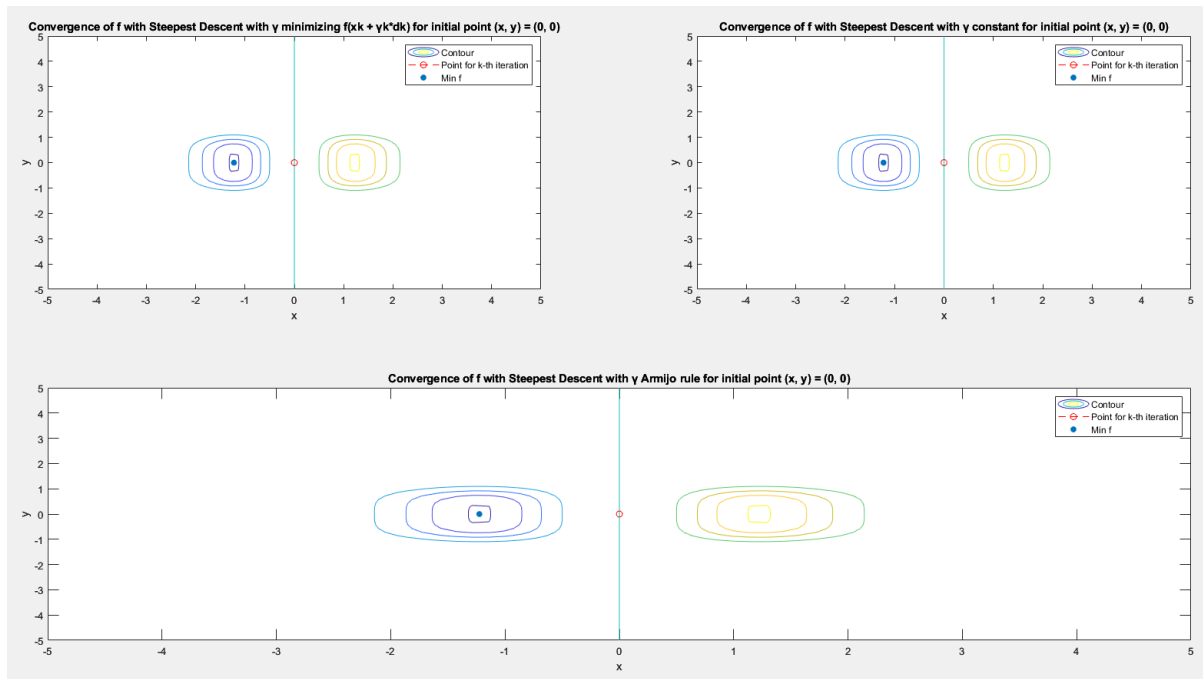 Convergence of f with Steepest Descent with γ minimizing f(xk + γk*dk) for initial point (x, y) = (0, 0)
Contour
Point for k-th iteration
Min f
5
4
3
2
1
0
-1
-2
-3
-4
-5
y
-5 -4 -3 -2 -1 0 1 2 3 4 5
x
Convergence of f with Steepest Descent with γ constant for initial point (x, y) = (0, 0)
Contour
Point for k-th iteration
Min f
5
4
3
2
1
0
-1
-2
-3
-4
-5
y
-5 -4 -3 -2 -1 0 1 2 3 4 5
x
Convergence of f with Steepest Descent with γ Armijo rule for initial point (x, y) = (0, 0)
Contour
Point for k-th iteration
Min f
5
4
3
2
1
0
-1
-2
-3
-4
-5
y
-5 -4 -3 -2 -1 0 1 2 3 4 5
x